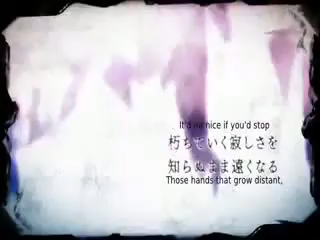 It'd be nice if you'd stop
朽ちていく寂しさを
知らぬまま遠くなる
Those hands that grow distant,